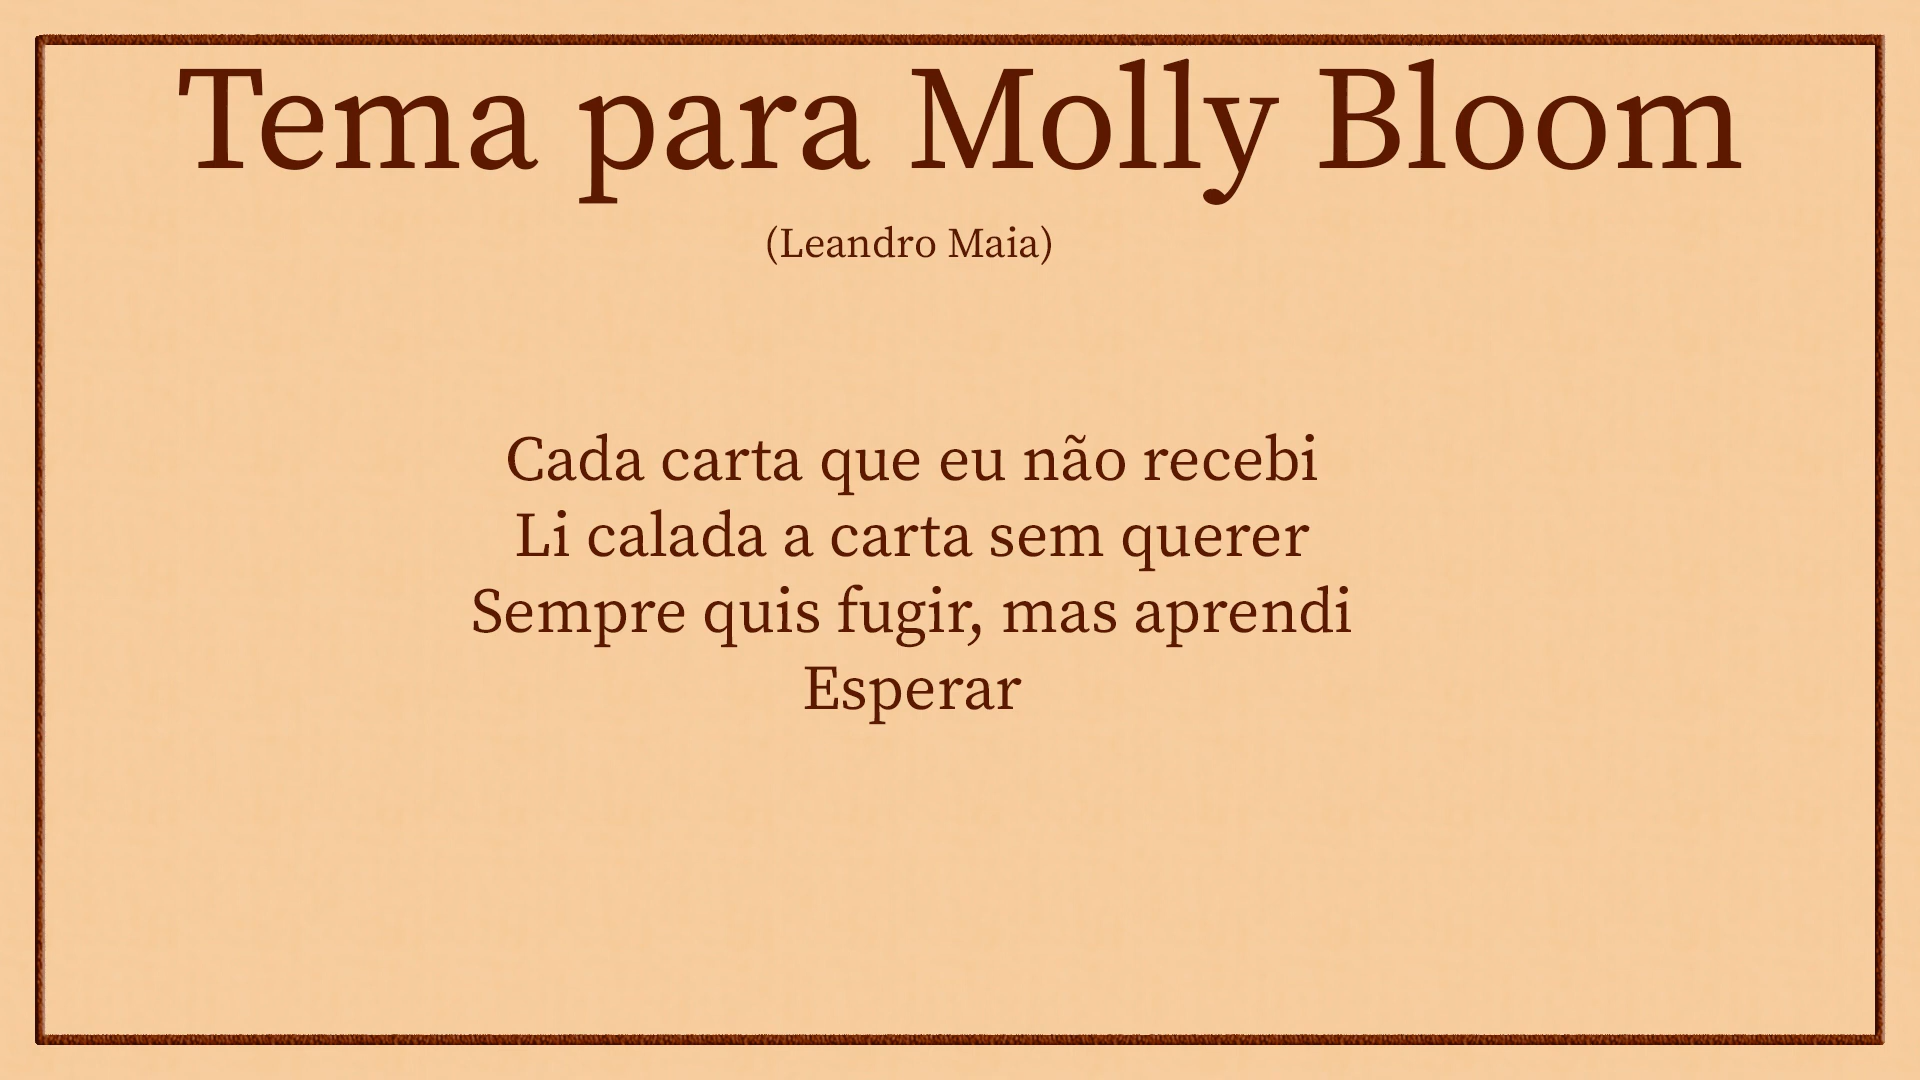 Tema para Molly Bloom
(Leandro Maia)
Cada carta que eu não recebi
Li calada a carta sem querer
Sempre quis fugir, mas aprendi
Esperar